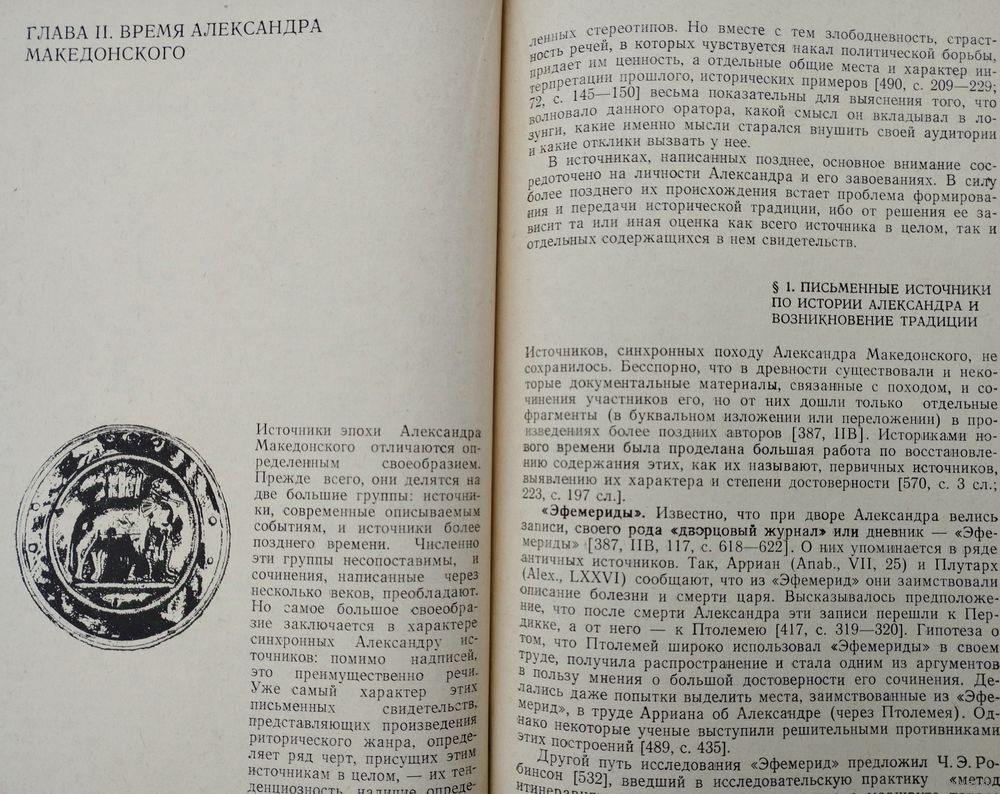 ГЛАВА II. ВРЕМЯ АЛЕКСАНДРА
МАКЕДОНСКОГО
Источники эпохи Александра
Македонского отличаются оп-
ределенным своеобразием.
Прежде всего, они делятся на
две большие группы: источни-
ки, современные описываемым
событиям, и источники более
позднего времени. Численно
эти группы несопоставимы, и
сочинения, написанные через
несколько веков, преобладают.
Но самое большое своеобра-
зие заключается в характере
синхронных Александру ис-
точников: помимо надписей,
это преимущественно речи.
Уже самый характер этих
письменных свидетельств,
представляющих произведения
риторического жанра, опреде-
ляет ряд черт, присущих этим
источникам в целом, — их тен-
денциозность, наличие опреде-
ленных стереотипов. Но вместе с тем злободневность, страст-
ность речей, в которых чувствуется накал политической борьбы,
придает им ценность, а отдельные общие места и характер ин-
терпретации прошлого, исторических примеров [490, с. 209—229;
72, с. 145—150] весьма показательны для выяснения того, что
волновало данного оратора, какой смысл он вкладывал в ло-
зунги, какие именно мысли старался внушить своей аудитории
и какие отклики вызвать у нее.
В источниках, написанных позднее, основное внимание сос-
редоточено на личности Александра и его завоеваниях. В силу
более позднего их происхождения встает проблема формирова-
ния и передачи исторической традиции, ибо от решения ее за-
висит та или иная оценка как всего источника в целом, так и
отдельных содержащихся в нем свидетельств.
§ 1. ПИСЬМЕННЫЕ ИСТОЧНИКИ
ПО ИСТОРИИ АЛЕКСАНДРА И
ВОЗНИКНОВЕНИЕ ТРАДИЦИИ
Источников, синхронных походу Александра Македонского, не
сохранилось. Бесспорно, что в древности существовали и неко-
торые документальные материалы, связанные с походом, и со-
чинения участников его, но от них дошли только отдельные
фрагменты (в буквальном изложении или переложении) в про-
изведениях более поздних авторов [387, IIB]. Историками но-
вого времени была проделана большая работа по восстановле-
нию содержания этих, как их называют, первичных источников,
выявлению их характера и степени достоверности [570, с. 3 сл.;
223, с. 197 сл.].
«Эфемериды». Известно, что при дворе Александра велись
записи, своего рода «дворцовый журнал» или дневник — «Эфе-
мериды» [387, IIB, 117, с. 618—622]. О них упоминается в ряде
античных источников. Так, Арриан (Anab., VII, 25) и Плутарх
(Alex., LXXVI) сообщают, что из «Эфемерид» они заимствовали
описание болезни и смерти царя. Высказывалось предположе-
ние, что после смерти Александра эти записи перешли к Пер-
дикке, а от него — к Птолемею [417, с. 319—320]. Гипотеза о
том, что Птолемей широко использовал «Эфемериды» в своем
труде, получила распространение и стала одним из аргументов
в пользу мнения о большой достоверности его сочинения. Де-
лались даже попытки выделить места, заимствованные из «Эфе-
мерид», в труде Арриана об Александре (через Птолемея). Од-
нако некоторые ученые выступили решительными противниками
этих построений [489, с. 435].
Другой путь исследования «Эфемерид» предложил Ч. Э. Ро-
бинсон [532], введший в исследовательскую практику «метод